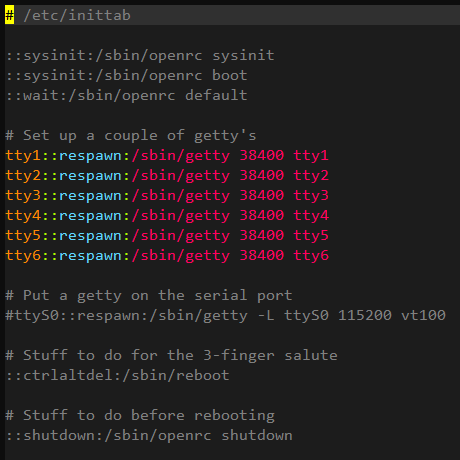 # /etc/inittab
::sysinit:/sbin/openrc sysinit
::sysinit:/sbin/openrc boot
::wait:/sbin/openrc default
# Set up a couple of getty's
tty1::respawn:/sbin/getty 38400 tty1
tty2::respawn:/sbin/getty 38400 tty2
tty3::respawn:/sbin/getty 38400 tty3
tty4::respawn:/sbin/getty 38400 tty4
tty5::respawn:/sbin/getty 38400 tty5
tty6::respawn:/sbin/getty 38400 tty6
# Put a getty on the serial port
#ttyS0::respawn:/sbin/getty -L ttyS0 115200 vt100
# Stuff to do for the 3-finger salute
::ctrlaltdel:/sbin/reboot
# Stuff to do before rebooting
::shutdown:/sbin/openrc shutdown